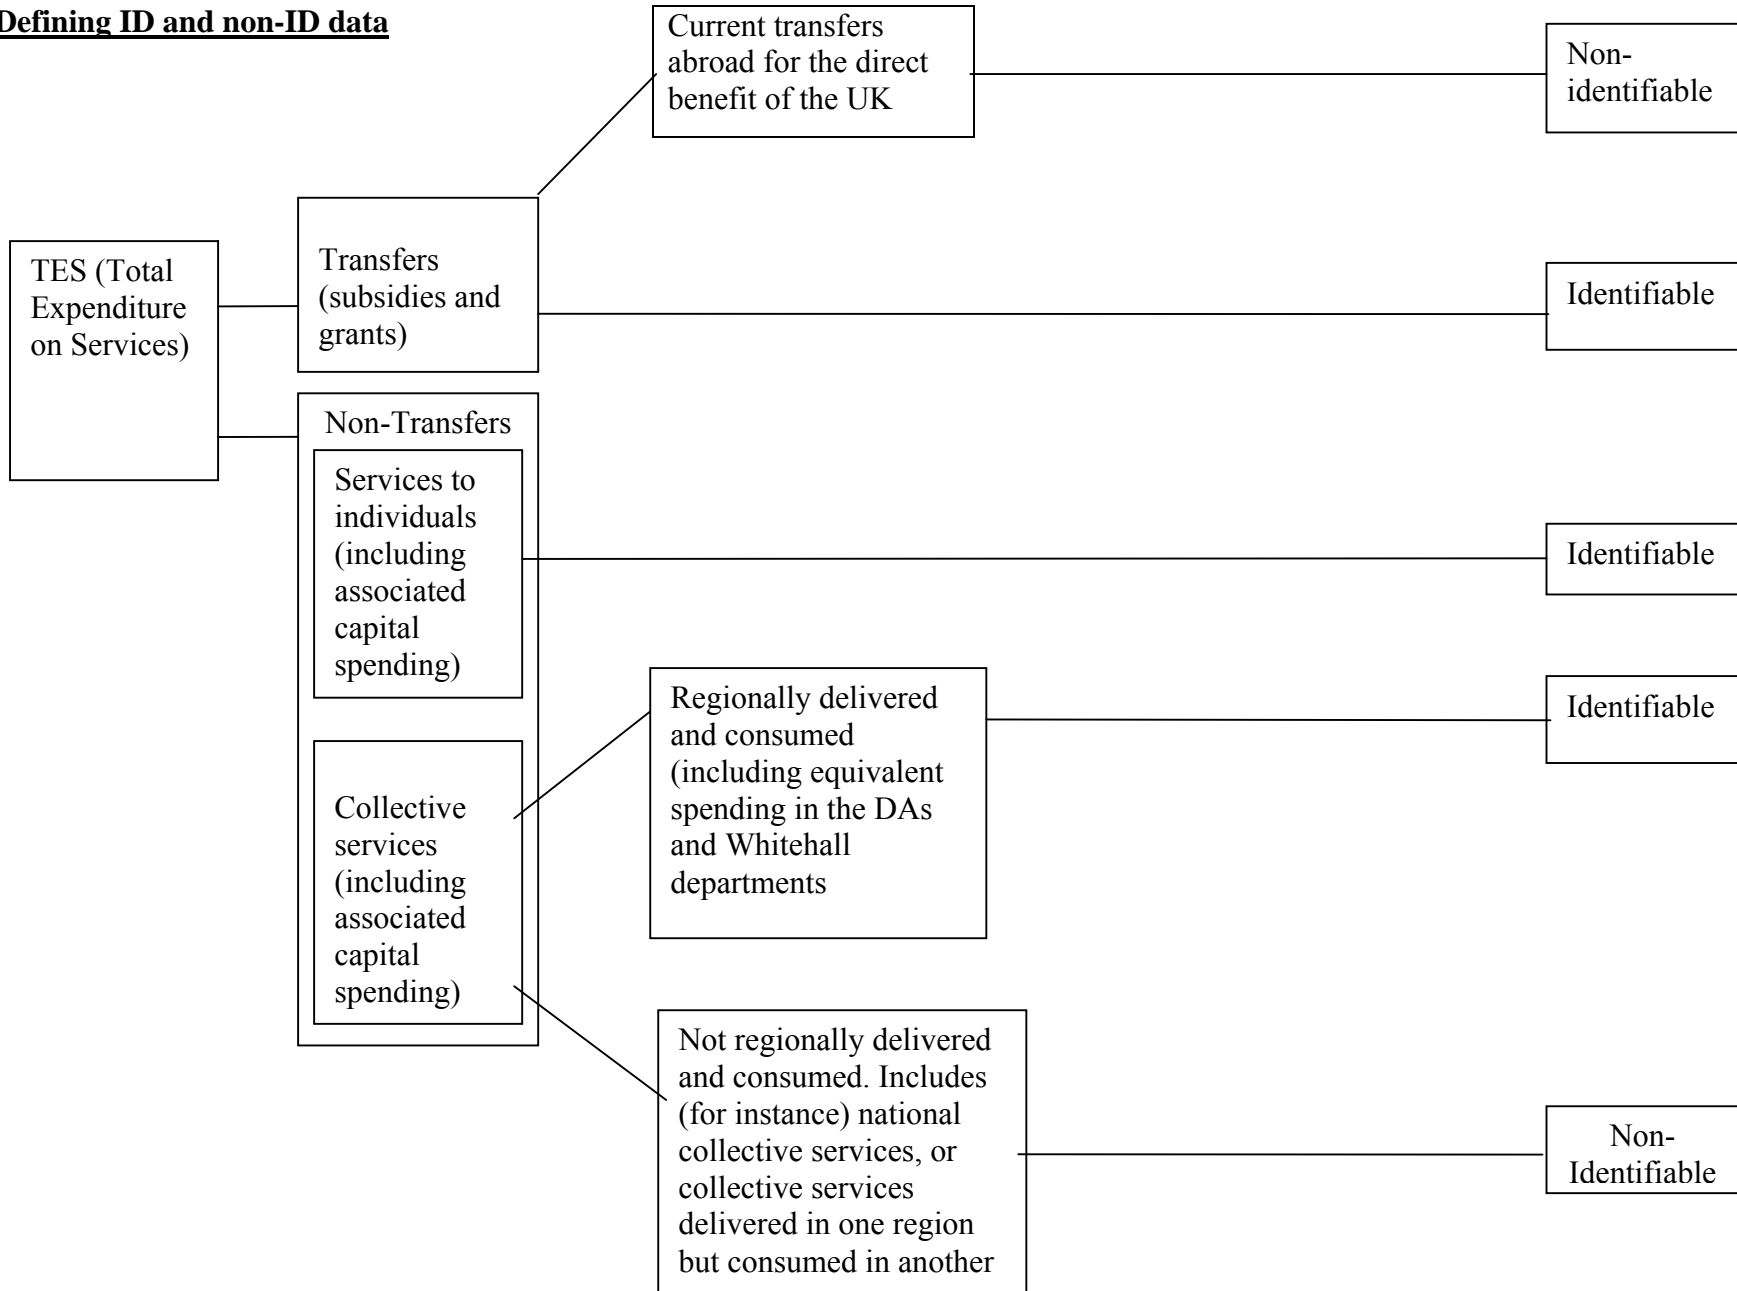 Defining ID and non-ID data
Current transfers
abroad for the direct
benefit of the UK
Non-
identifiable
TES (Total
Expenditure
on Services)
Transfers
(subsidies and
grants)
Identifiable
Non-Transfers
Services to
individuals
(including
associated
capital
spending)
Identifiable
Collective
services
(including
associated
capital
spending)
Regionally delivered
and consumed
(including equivalent
spending in the DAs
and Whitehall
departments
Identifiable
Not regionally delivered
and consumed. Includes
(for instance) national
collective services, or
collective services
delivered in one region
but consumed in another
Non-
Identifiable